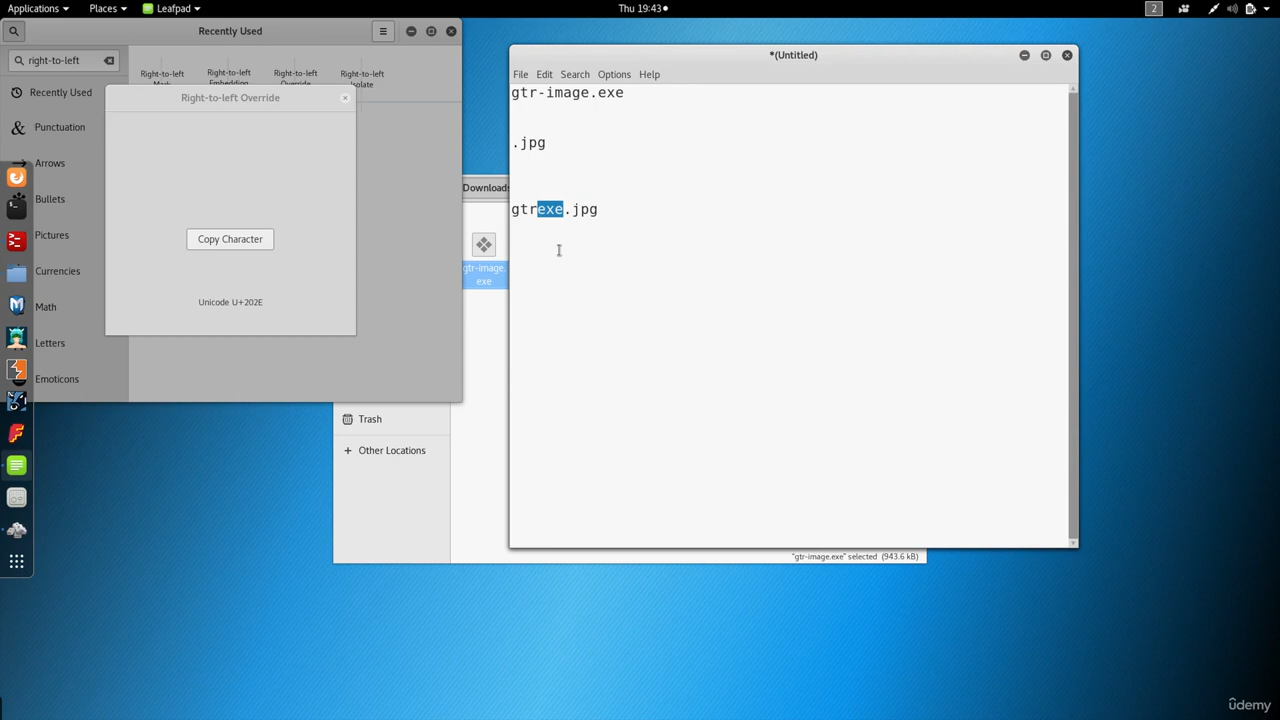 Applications
Places
Leafpad
Thu 19:43
2
Recently Used
right-to-left
Right-to-left
Right-to-left Embedding
Right-to-left Override
Right-to-left Isolate
Recently Used
Punctuation
Arrows
Bullets
Pictures
Currencies
Math
Letters
Emoticons
Right-to-left Override
Copy Character
Unicode U+202E
Downloads
gtr-image.
exe
Trash
+ Other Locations
"gtr-image.exe" selected (943.6 kB)
*(Untitled)
File Edit Search Options Help
gtr-image.exe
.jpg
gtrexe.jpg
udemy